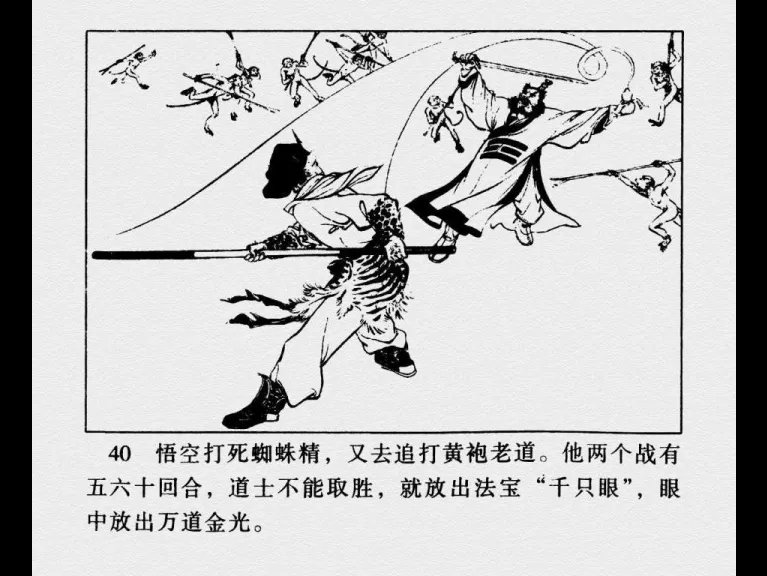 40 悟空打死蜘蛛精，又去追打黄袍老道。他两个战有
五六十回合，道士不能取胜，就放出法宝“千只眼”，眼
中放出万道金光。